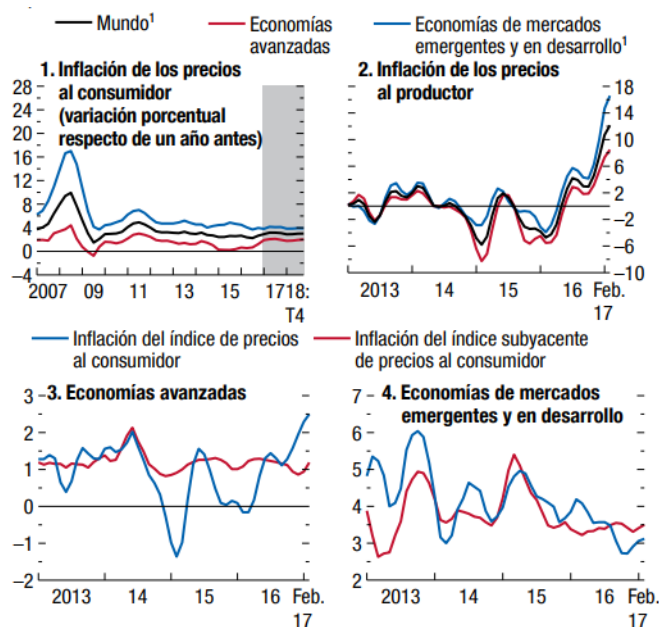 Mundo1
Economías
avanzadas
Economías de mercados
emergentes y en desarrollo1
1. Inflación de los precios
al consumidor
(variación porcentual
respecto de un año antes)
28
24
20
16
12
8
4
0
–4
2007
09
11
13
15
1718:
T4
2. Inflación de los precios
al productor
18
14
10
6
2
–2
–6
–10
2013
14
15
16
Feb.
17
Inflación del índice de precios
al consumidor
Inflación del índice subyacente
de precios al consumidor
3. Economías avanzadas
3
2
1
0
–1
–2
2013
14
15
16
Feb.
17
4. Economías de mercados
emergentes y en desarrollo
7
6
5
4
3
2
2013
14
15
16
Feb.
17